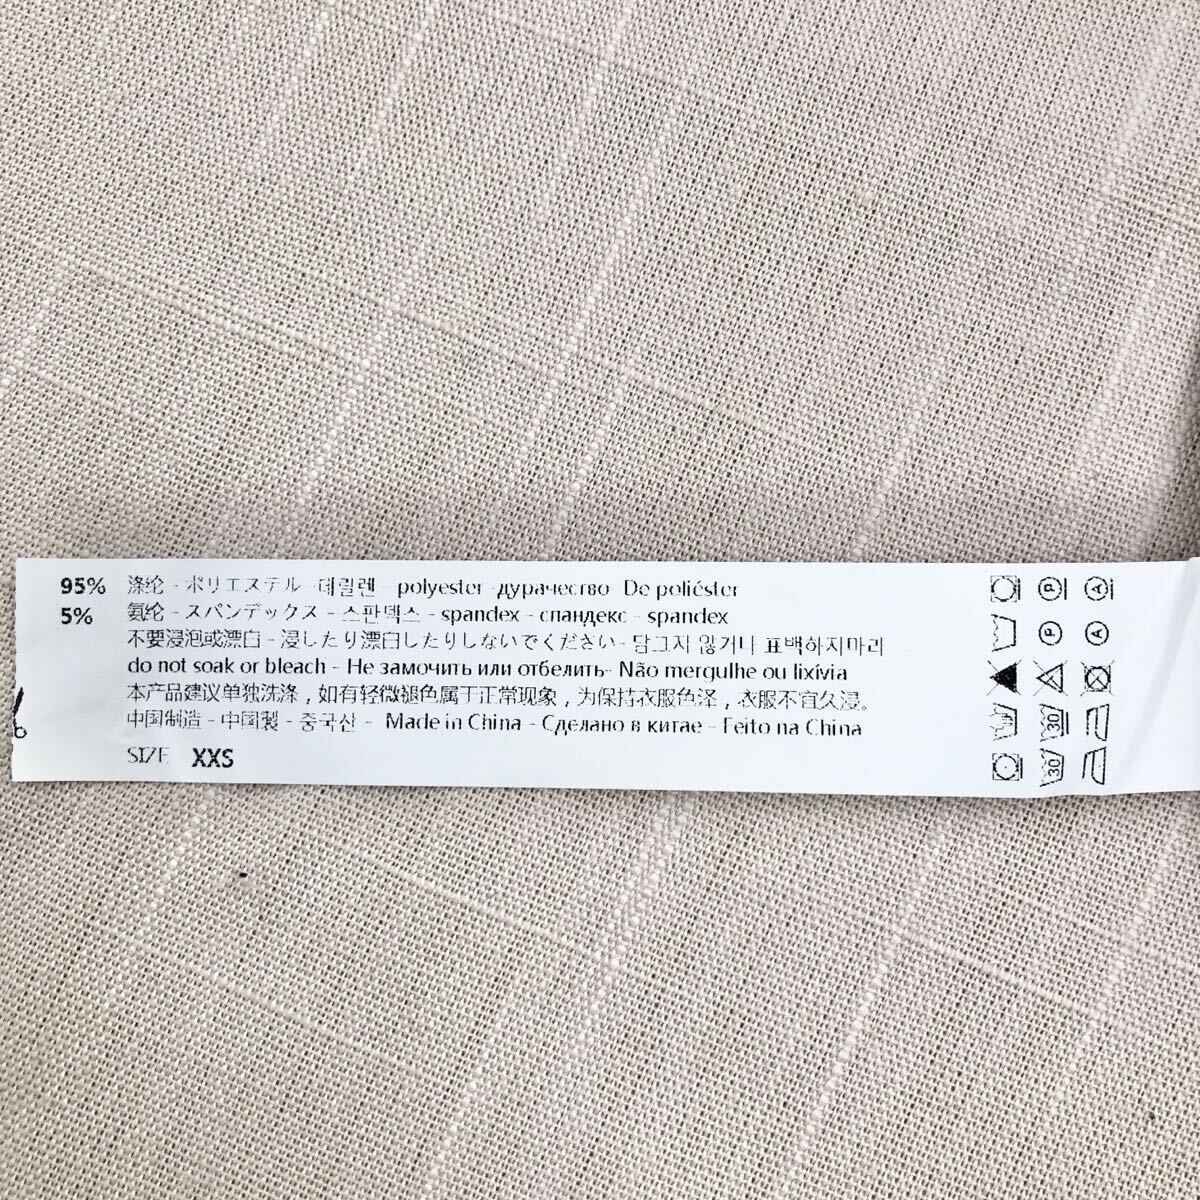 95% 涤纶 - ポリエステル - 데릴렌 - polyester - дурачество - De poliéster
5% 氨纶 - スパンデックス - 스판덱스 - spandex - спандекс - spandex
不要浸泡或漂白 - 浸したり漂白したりしないでください - 담그지 않거나 표백하지마라
do not soak or bleach - Не замочить или отбелить- Não mergulhe ou lixívia
本产品建议单独洗涤，如有轻微褪色属于正常现象，为保持衣服色泽，衣服不宜久浸。
中国制造 - 中国製 - 중국산 - Made in China - Сделано в китае - Feito na China
SIZE XXS